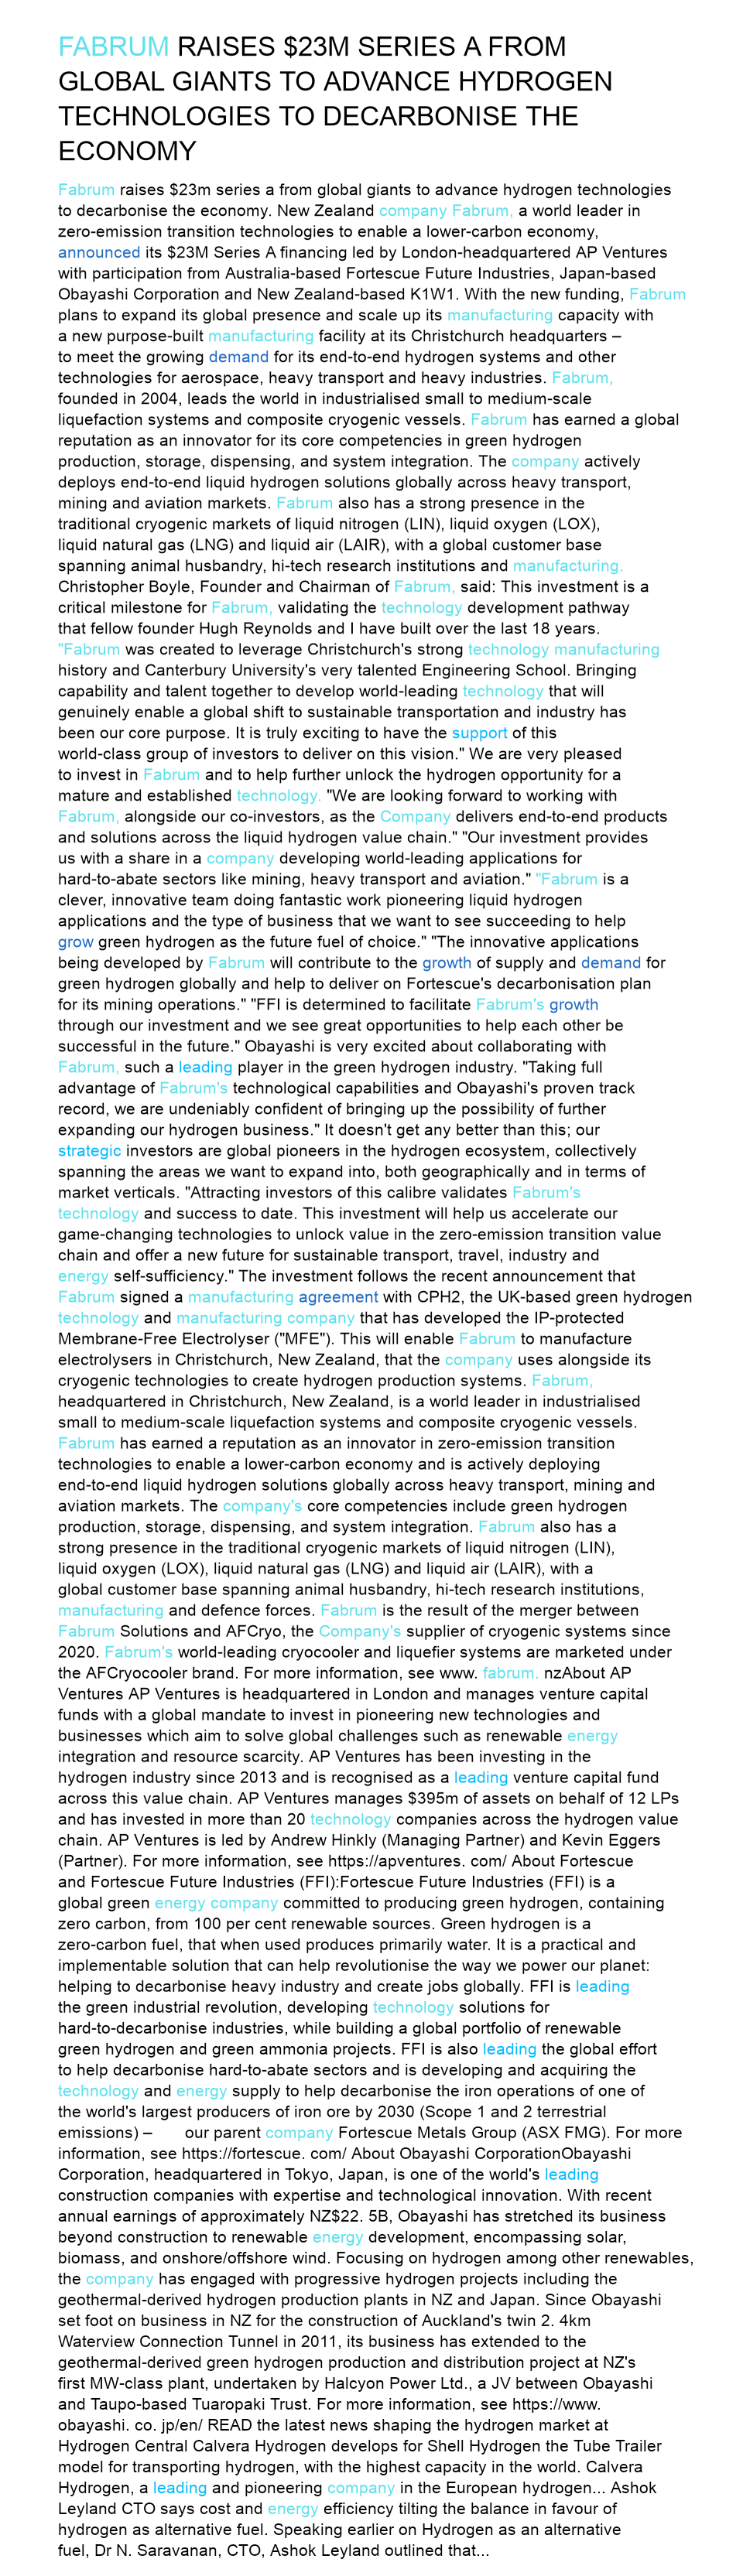 FABRUM RAISES $23M SERIES A FROM
GLOBAL GIANTS TO ADVANCE HYDROGEN
TECHNOLOGIES TO DECARBONISE THE
ECONOMY
Fabrum raises $23m series a from global giants to advance hydrogen technologies
to decarbonise the economy. New Zealand company Fabrum, a world leader in
zero-emission transition technologies to enable a lower-carbon economy,
announced its $23M Series A financing led by London-headquartered AP Ventures
with participation from Australia-based Fortescue Future Industries, Japan-based
Obayashi Corporation and New Zealand-based K1W1. With the new funding, Fabrum
plans to expand its global presence and scale up its manufacturing capacity with
a new purpose-built manufacturing facility at its Christchurch headquarters –
to meet the growing demand for its end-to-end hydrogen systems and other
technologies for aerospace, heavy transport and heavy industries. Fabrum,
founded in 2004, leads the world in industrialised small to medium-scale
liquefaction systems and composite cryogenic vessels. Fabrum has earned a global
reputation as an innovator for its core competencies in green hydrogen
production, storage, dispensing, and system integration. The company actively
deploys end-to-end liquid hydrogen solutions globally across heavy transport,
mining and aviation markets. Fabrum also has a strong presence in the
traditional cryogenic markets of liquid nitrogen (LIN), liquid oxygen (LOX),
liquid natural gas (LNG) and liquid air (LAIR), with a global customer base
spanning animal husbandry, hi-tech research institutions and manufacturing.
Christopher Boyle, Founder and Chairman of Fabrum, said: This investment is a
critical milestone for Fabrum, validating the technology development pathway
that fellow founder Hugh Reynolds and I have built over the last 18 years.
"Fabrum was created to leverage Christchurch's strong technology manufacturing
history and Canterbury University's very talented Engineering School. Bringing
capability and talent together to develop world-leading technology that will
genuinely enable a global shift to sustainable transportation and industry has
been our core purpose. It is truly exciting to have the support of this
world-class group of investors to deliver on this vision." We are very pleased
to invest in Fabrum and to help further unlock the hydrogen opportunity for a
mature and established technology. "We are looking forward to working with
Fabrum, alongside our co-investors, as the Company delivers end-to-end products
and solutions across the liquid hydrogen value chain." "Our investment provides
us with a share in a company developing world-leading applications for
hard-to-abate sectors like mining, heavy transport and aviation." "Fabrum is a
clever, innovative team doing fantastic work pioneering liquid hydrogen
applications and the type of business that we want to see succeeding to help
grow green hydrogen as the future fuel of choice." "The innovative applications
being developed by Fabrum will contribute to the growth of supply and demand for
green hydrogen globally and help to deliver on Fortescue's decarbonisation plan
for its mining operations." "FFI is determined to facilitate Fabrum's growth
through our investment and we see great opportunities to help each other be
successful in the future." Obayashi is very excited about collaborating with
Fabrum, such a leading player in the green hydrogen industry. "Taking full
advantage of Fabrum's technological capabilities and Obayashi's proven track
record, we are undeniably confident of bringing up the possibility of further
expanding our hydrogen business." It doesn't get any better than this; our
strategic investors are global pioneers in the hydrogen ecosystem, collectively
spanning the areas we want to expand into, both geographically and in terms of
market verticals. "Attracting investors of this calibre validates Fabrum's
technology and success to date. This investment will help us accelerate our
game-changing technologies to unlock value in the zero-emission transition value
chain and offer a new future for sustainable transport, travel, industry and
energy self-sufficiency." The investment follows the recent announcement that
Fabrum signed a manufacturing agreement with CPH2, the UK-based green hydrogen
technology and manufacturing company that has developed the IP-protected
Membrane-Free Electrolyser ("MFE"). This will enable Fabrum to manufacture
electrolysers in Christchurch, New Zealand, that the company uses alongside its
cryogenic technologies to create hydrogen production systems. Fabrum,
headquartered in Christchurch, New Zealand, is a world leader in industrialised
small to medium-scale liquefaction systems and composite cryogenic vessels.
Fabrum has earned a reputation as an innovator in zero-emission transition
technologies to enable a lower-carbon economy and is actively deploying
end-to-end liquid hydrogen solutions globally across heavy transport, mining and
aviation markets. The company's core competencies include green hydrogen
production, storage, dispensing, and system integration. Fabrum also has a
strong presence in the traditional cryogenic markets of liquid nitrogen (LIN),
liquid oxygen (LOX), liquid natural gas (LNG) and liquid air (LAIR), with a
global customer base spanning animal husbandry, hi-tech research institutions,
manufacturing and defence forces. Fabrum is the result of the merger between
Fabrum Solutions and AFCryo, the Company's supplier of cryogenic systems since
2020. Fabrum's world-leading cryocooler and liquefier systems are marketed under
the AFCryocooler brand. For more information, see www. fabrum. nzAbout AP
Ventures AP Ventures is headquartered in London and manages venture capital
funds with a global mandate to invest in pioneering new technologies and
businesses which aim to solve global challenges such as renewable energy
integration and resource scarcity. AP Ventures has been investing in the
hydrogen industry since 2013 and is recognised as a leading venture capital fund
across this value chain. AP Ventures manages $395m of assets on behalf of 12 LPs
and has invested in more than 20 technology companies across the hydrogen value
chain. AP Ventures is led by Andrew Hinkly (Managing Partner) and Kevin Eggers
(Partner). For more information, see https://apventures. com/ About Fortescue
and Fortescue Future Industries (FFI):Fortescue Future Industries (FFI) is a
global green energy company committed to producing green hydrogen, containing
zero carbon, from 100 per cent renewable sources. Green hydrogen is a
zero-carbon fuel, that when used produces primarily water. It is a practical and
implementable solution that can help revolutionise the way we power our planet:
helping to decarbonise heavy industry and create jobs globally. FFI is leading
the green industrial revolution, developing technology solutions for
hard-to-decarbonise industries, while building a global portfolio of renewable
green hydrogen and green ammonia projects. FFI is also leading the global effort
to help decarbonise hard-to-abate sectors and is developing and acquiring the
technology and energy supply to help decarbonise the iron operations of one of
the world's largest producers of iron ore by 2030 (Scope 1 and 2 terrestrial
emissions) – our parent company Fortescue Metals Group (ASX FMG). For more
information, see https://fortescue. com/ About Obayashi CorporationObayashi
Corporation, headquartered in Tokyo, Japan, is one of the world's leading
construction companies with expertise and technological innovation. With recent
annual earnings of approximately NZ$22. 5B, Obayashi has stretched its business
beyond construction to renewable energy development, encompassing solar,
biomass, and onshore/offshore wind. Focusing on hydrogen among other renewables,
the company has engaged with progressive hydrogen projects including the
geothermal-derived hydrogen production plants in NZ and Japan. Since Obayashi
set foot on business in NZ for the construction of Auckland's twin 2. 4km
Waterview Connection Tunnel in 2011, its business has extended to the
geothermal-derived green hydrogen production and distribution project at NZ's
first MW-class plant, undertaken by Halcyon Power Ltd., a JV between Obayashi
and Taupo-based Tuaropaki Trust. For more information, see https://www.
obayashi. co. jp/en/ READ the latest news shaping the hydrogen market at
Hydrogen Central Calvera Hydrogen develops for Shell Hydrogen the Tube Trailer
model for transporting hydrogen, with the highest capacity in the world. Calvera
Hydrogen, a leading and pioneering company in the European hydrogen... Ashok
Leyland CTO says cost and energy efficiency tilting the balance in favour of
hydrogen as alternative fuel. Speaking earlier on Hydrogen as an alternative
fuel, Dr N. Saravanan, CTO, Ashok Leyland outlined that...